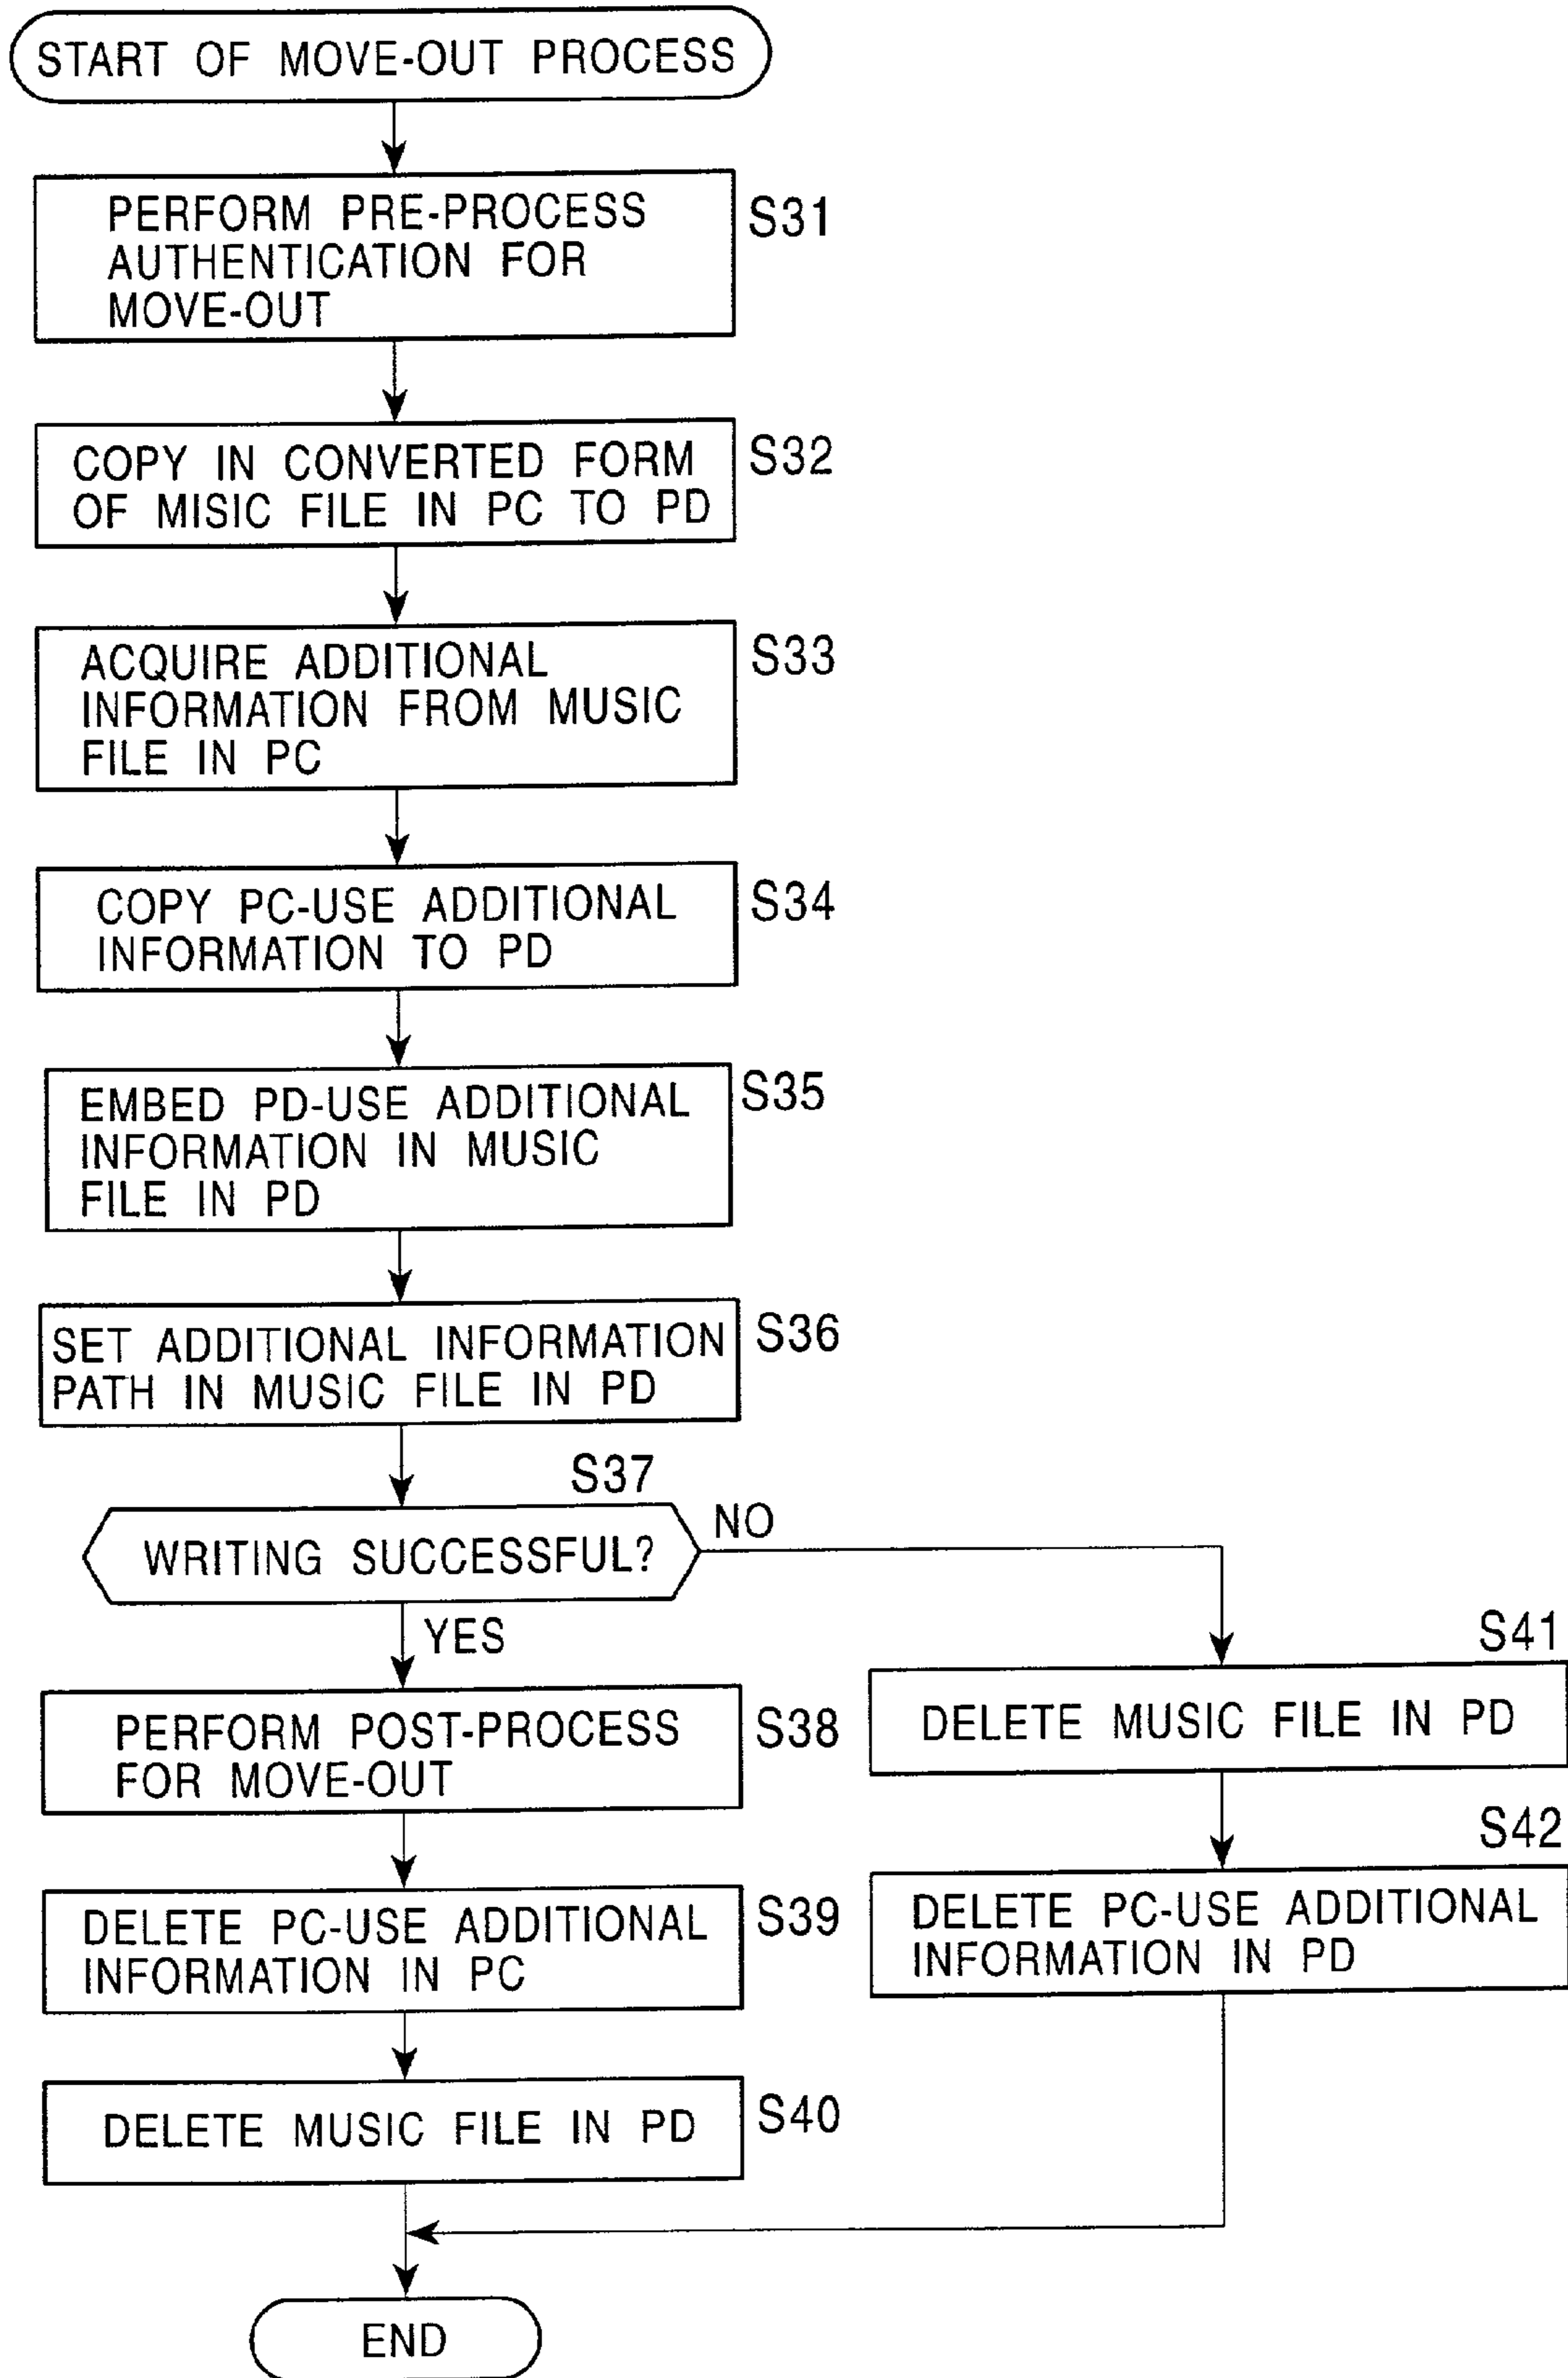 START OF MOVE-OUT PROCESS
PERFORM PRE-PROCESS
AUTHENTICATION FOR
MOVE-OUT
S31
COPY IN CONVERTED FORM
OF MISIC FILE IN PC TO PD
S32
ACQUIRE ADDITIONAL
INFORMATION FROM MUSIC
FILE IN PC
S33
COPY PC-USE ADDITIONAL
INFORMATION TO PD
S34
EMBED PD-USE ADDITIONAL
INFORMATION IN MUSIC
FILE IN PD
S35
SET ADDITIONAL INFORMATION
PATH IN MUSIC FILE IN PD
S36
S37
WRITING SUCCESSFUL?
NO
YES
PERFORM POST-PROCESS
FOR MOVE-OUT
S38
DELETE PC-USE ADDITIONAL
INFORMATION IN PC
S39
DELETE MUSIC FILE IN PD
S40
S41
DELETE MUSIC FILE IN PD
S42
DELETE PC-USE ADDITIONAL
INFORMATION IN PD
END